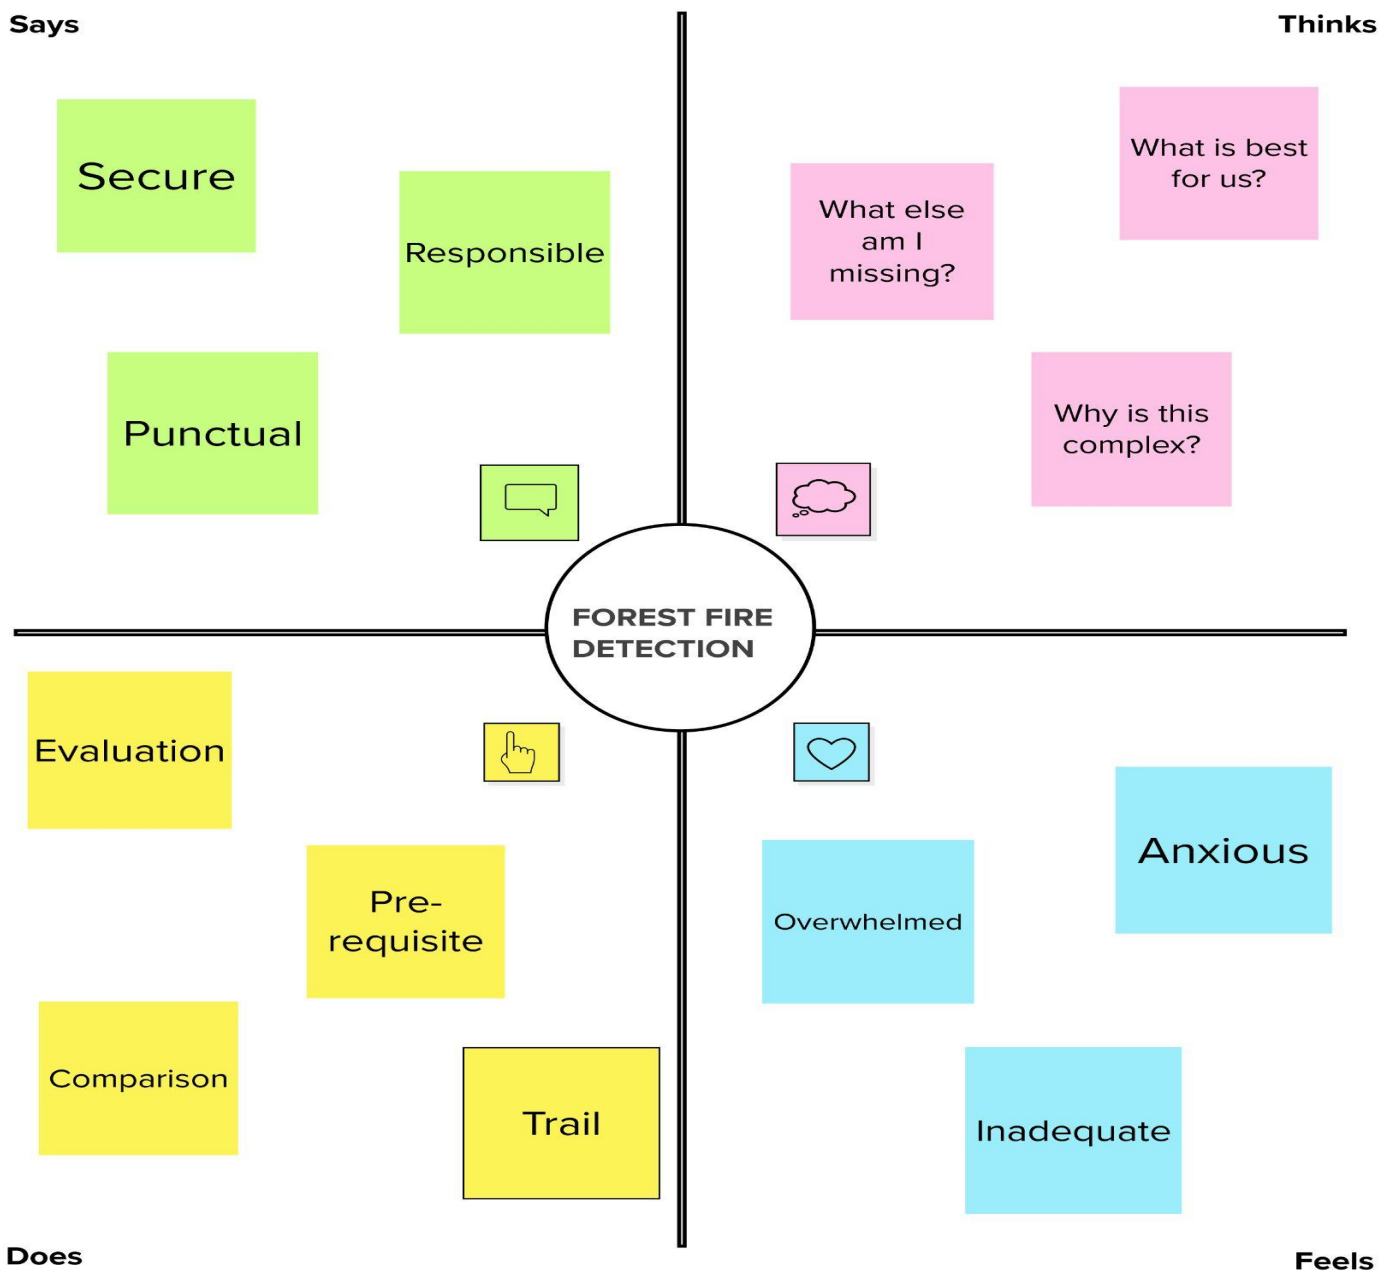 Says
Thinks
Secure
Responsible
Punctual
What is best
for us?
What else
am I
missing?
Why is this
complex?
FOREST FIRE
DETECTION
Evaluation
Pre-
requisite
Comparison
Trail
Anxious
Overwhelmed
Inadequate
Does
Feels